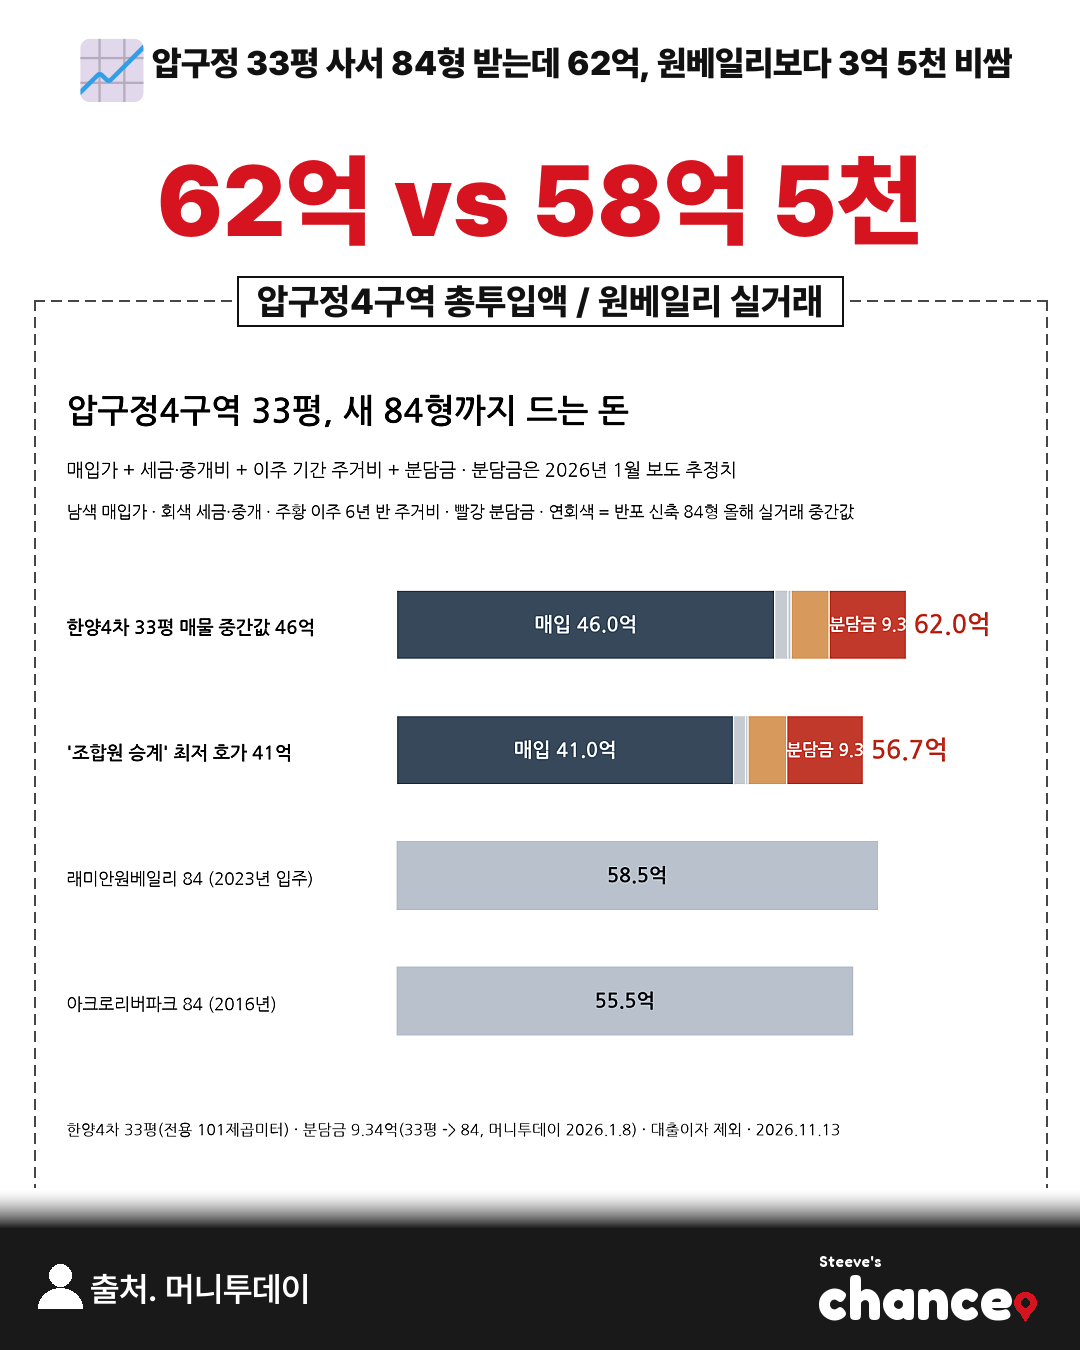 압구정 33평 사서 84형 받는데 62억, 원베일리보다 3억 5천 비쌈
62억 vs 58억 5천
압구정4구역 총투입액 / 원베일리 실거래
압구정4구역 33평, 새 84형까지 드는 돈
매입가 + 세금·중개비 + 이주 기간 주거비 + 분담금 · 분담금은 2026년 1월 보도 추정치
남색 매입가 · 회색 세금·중개 · 주황 이주 6년 반 주거비 · 빨강 분담금 · 연회색 = 반포 신축 84형 올해 실거래 중간값
한양4차 33평 매물 중간값 46억 매입 46.0억 분담금 9.3 62.0억
'조합원 승계' 최저 호가 41억 매입 41.0억 분담금 9.3 56.7억
래미안원베일리 84 (2023년 입주) 58.5억
아크로리버파크 84 (2016년) 55.5억
한양4차 33평(전용 101제곱미터) · 분담금 9.34억(33평 -> 84, 머니투데이 2026.1.8) · 대출이자 제외 · 2026.11.13
출처. 머니투데이
Steeve's
chance